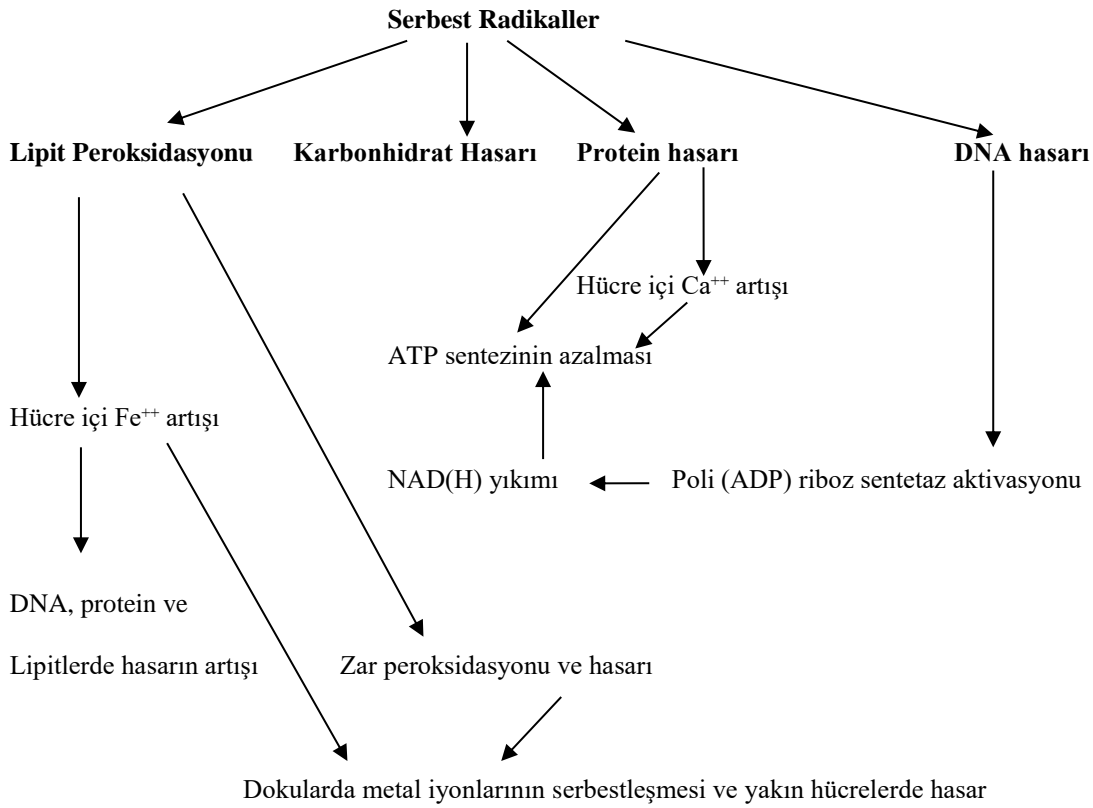 Serbest Radikaller
Lipit Peroksidasyonu
Karbonhidrat Hasarı
Protein hasarı
DNA hasarı
Hücre içi Ca⁺⁺ artışı
ATP sentezinin azalması
Hücre içi Fe⁺⁺ artışı
NAD(H) yıkımı
Poli (ADP) riboz sentetaz aktivasyonu
DNA, protein ve
Lipitlerde hasarın artışı
Zar peroksidasyonu ve hasarı
Dokularda metal iyonlarının serbestleşmesi ve yakın hücrelerde hasar